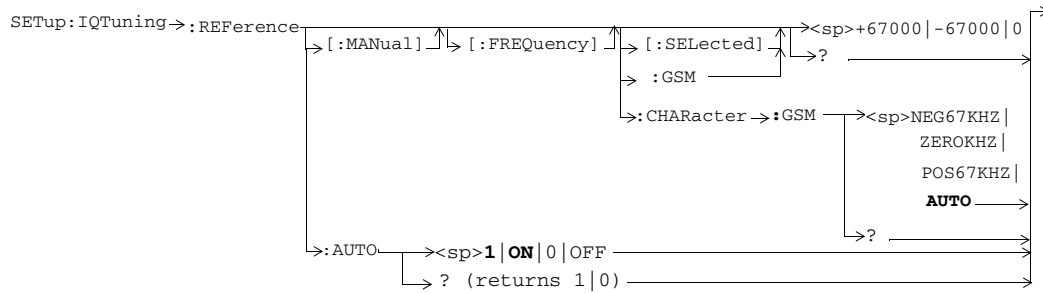 SETup:IQTuning :REFerence <sp>+67000|-67000|0
[:MANual] [:FREQuency] [:SELected] ?
:GSM
:CHARacter :GSM <sp>NEG67KHZ|
ZEROKHZ|
POS67KHZ|
AUTO
?
:AUTO <sp>1|ON|0|OFF
? (returns 1|0)